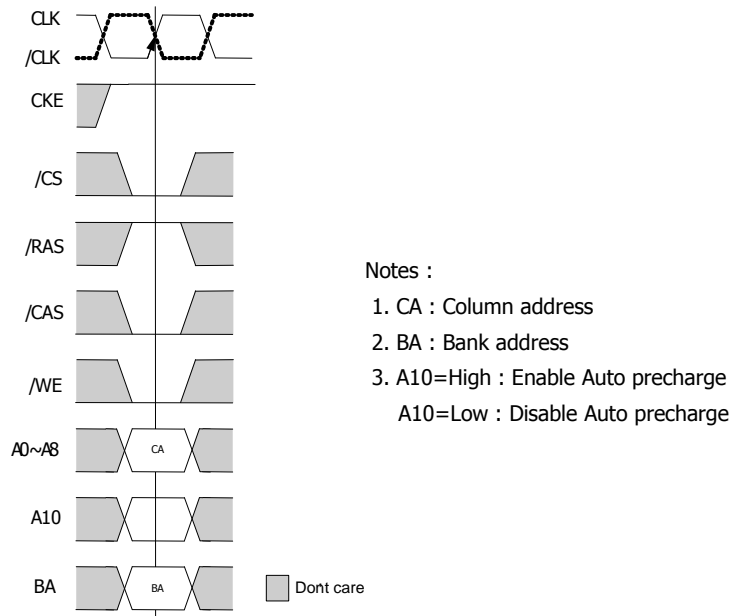 CLK
/CLK
CKE
/CS
/RAS
/CAS
/WE
A0~A8
CA
A10
BA
BA
Dont care
Notes :
1. CA : Column address
2. BA : Bank address
3. A10=High : Enable Auto precharge
A10=Low : Disable Auto precharge